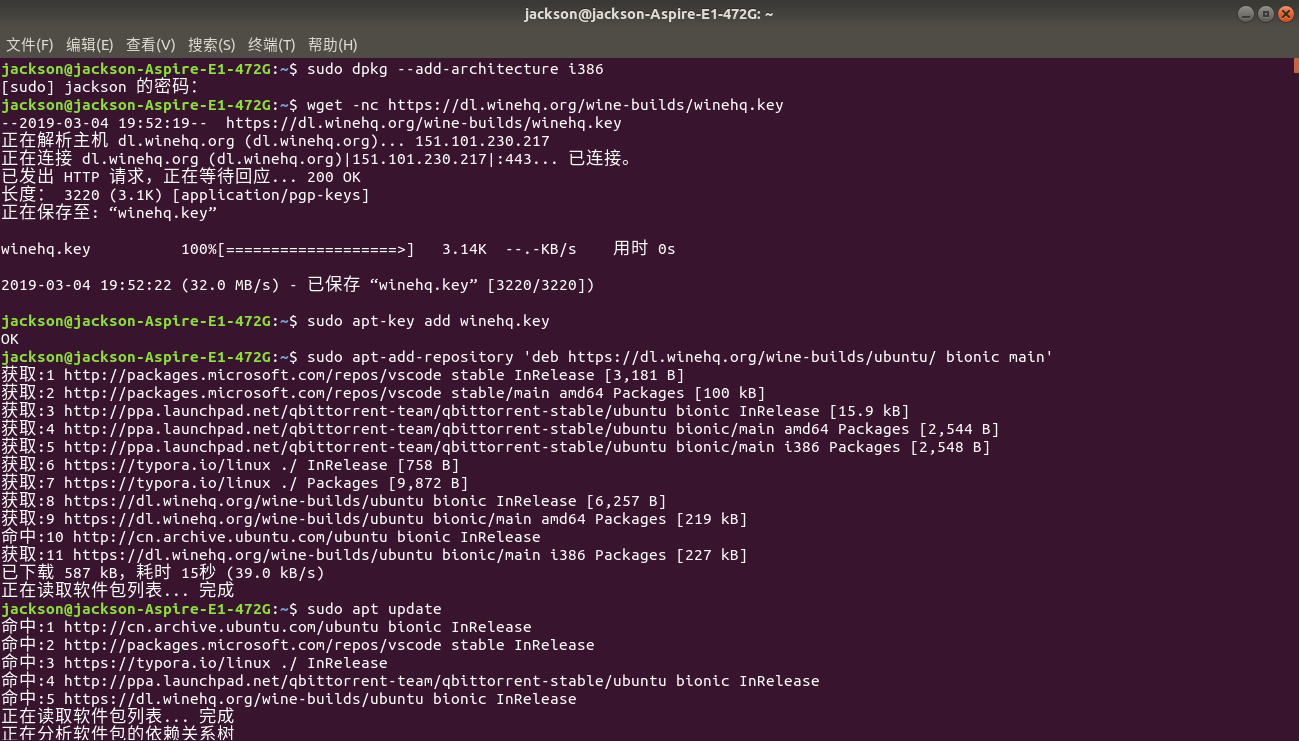 jackson@jackson-Aspire-E1-472G: ~
文件(F) 编辑(E) 查看(V) 搜索(S) 终端(T) 帮助(H)
jackson@jackson-Aspire-E1-472G:~$ sudo dpkg --add-architecture i386
[sudo] jackson 的密码：
jackson@jackson-Aspire-E1-472G:~$ wget -nc https://dl.winehq.org/wine-builds/winehq.key
--2019-03-04 19:52:19--  https://dl.winehq.org/wine-builds/winehq.key
正在解析主机 dl.winehq.org (dl.winehq.org)... 151.101.230.217
正在连接 dl.winehq.org (dl.winehq.org)|151.101.230.217|:443... 已连接。
已发出 HTTP 请求，正在等待回应... 200 OK
长度： 3220 (3.1K) [application/pgp-keys]
正在保存至: “winehq.key”
winehq.key          100%[===================>]   3.14K  --.-KB/s    用时 0s
2019-03-04 19:52:22 (32.0 MB/s) - 已保存 “winehq.key” [3220/3220])
jackson@jackson-Aspire-E1-472G:~$ sudo apt-key add winehq.key
OK
jackson@jackson-Aspire-E1-472G:~$ sudo apt-add-repository 'deb https://dl.winehq.org/wine-builds/ubuntu/ bionic main'
获取:1 http://packages.microsoft.com/repos/vscode stable InRelease [3,181 B]
获取:2 http://packages.microsoft.com/repos/vscode stable/main amd64 Packages [100 kB]
获取:3 http://ppa.launchpad.net/qbittorrent-team/qbittorrent-stable/ubuntu bionic InRelease [15.9 kB]
获取:4 http://ppa.launchpad.net/qbittorrent-team/qbittorrent-stable/ubuntu bionic/main amd64 Packages [2,544 B]
获取:5 http://ppa.launchpad.net/qbittorrent-team/qbittorrent-stable/ubuntu bionic/main i386 Packages [2,548 B]
获取:6 https://typora.io/linux ./ InRelease [758 B]
获取:7 https://typora.io/linux ./ Packages [9,872 B]
获取:8 https://dl.winehq.org/wine-builds/ubuntu bionic InRelease [6,257 B]
获取:9 https://dl.winehq.org/wine-builds/ubuntu bionic/main amd64 Packages [219 kB]
命中:10 http://cn.archive.ubuntu.com/ubuntu bionic InRelease
获取:11 https://dl.winehq.org/wine-builds/ubuntu bionic/main i386 Packages [227 kB]
已下载 587 kB，耗时 15秒 (39.0 kB/s)
正在读取软件包列表... 完成
jackson@jackson-Aspire-E1-472G:~$ sudo apt update
命中:1 http://cn.archive.ubuntu.com/ubuntu bionic InRelease
命中:2 http://packages.microsoft.com/repos/vscode stable InRelease
命中:3 https://typora.io/linux ./ InRelease
命中:4 http://ppa.launchpad.net/qbittorrent-team/qbittorrent-stable/ubuntu bionic InRelease
命中:5 https://dl.winehq.org/wine-builds/ubuntu bionic InRelease
正在读取软件包列表... 完成
正在分析软件包的依赖关系树